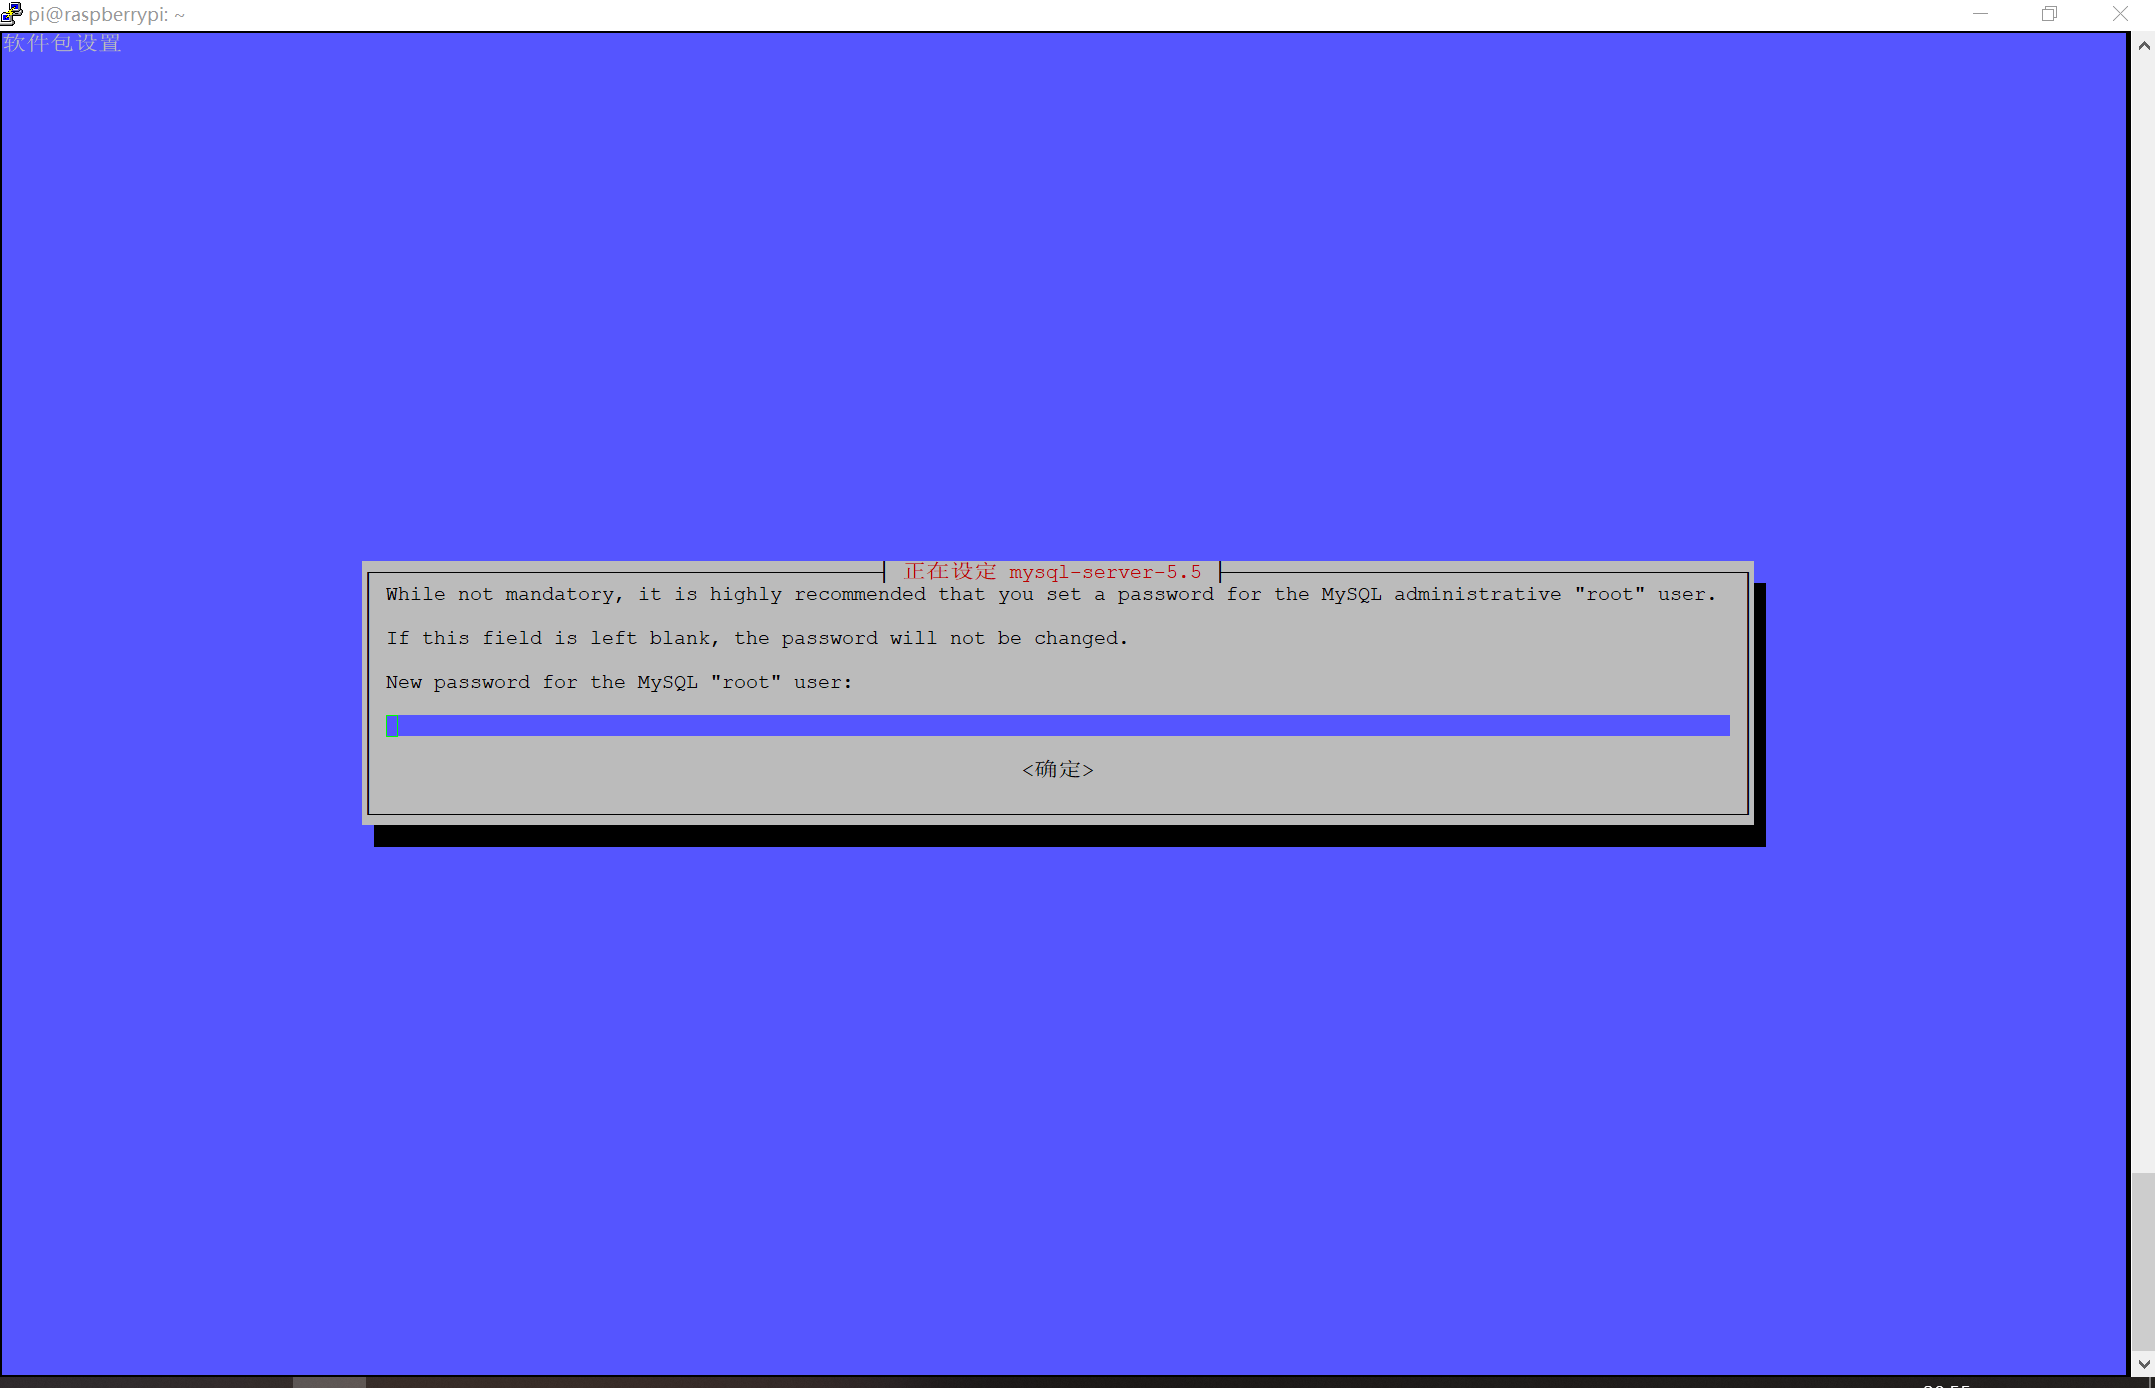 pi@raspberrypi: ~
软件包设置
正在设定 mysql-server-5.5
While not mandatory, it is highly recommended that you set a password for the MySQL administrative "root" user.
If this field is left blank, the password will not be changed.
New password for the MySQL "root" user:
<确定>